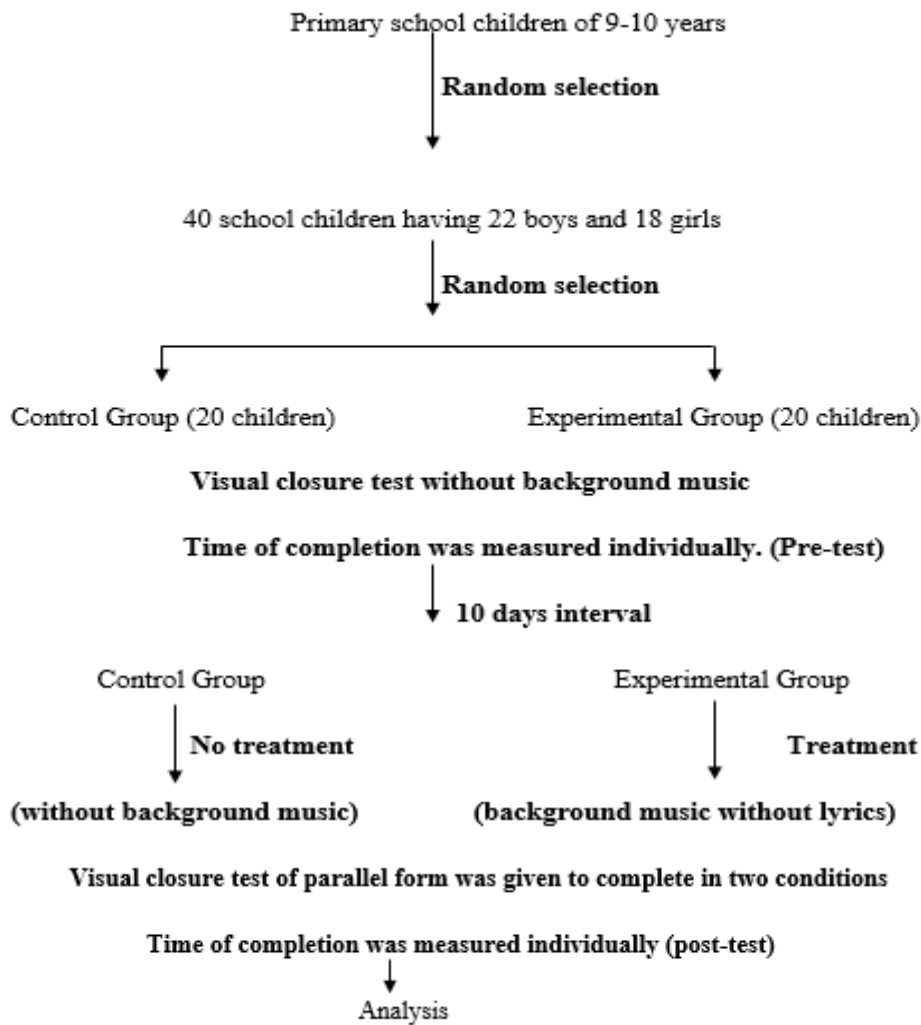 Primary school children of 9-10 years
Random selection
40 school children having 22 boys and 18 girls
Random selection
Control Group (20 children)
Experimental Group (20 children)
Visual closure test without background music
Time of completion was measured individually. (Pre-test)
10 days interval
Control Group
Experimental Group
No treatment
Treatment
(without background music)
(background music without lyrics)
Visual closure test of parallel form was given to complete in two conditions
Time of completion was measured individually (post-test)
Analysis